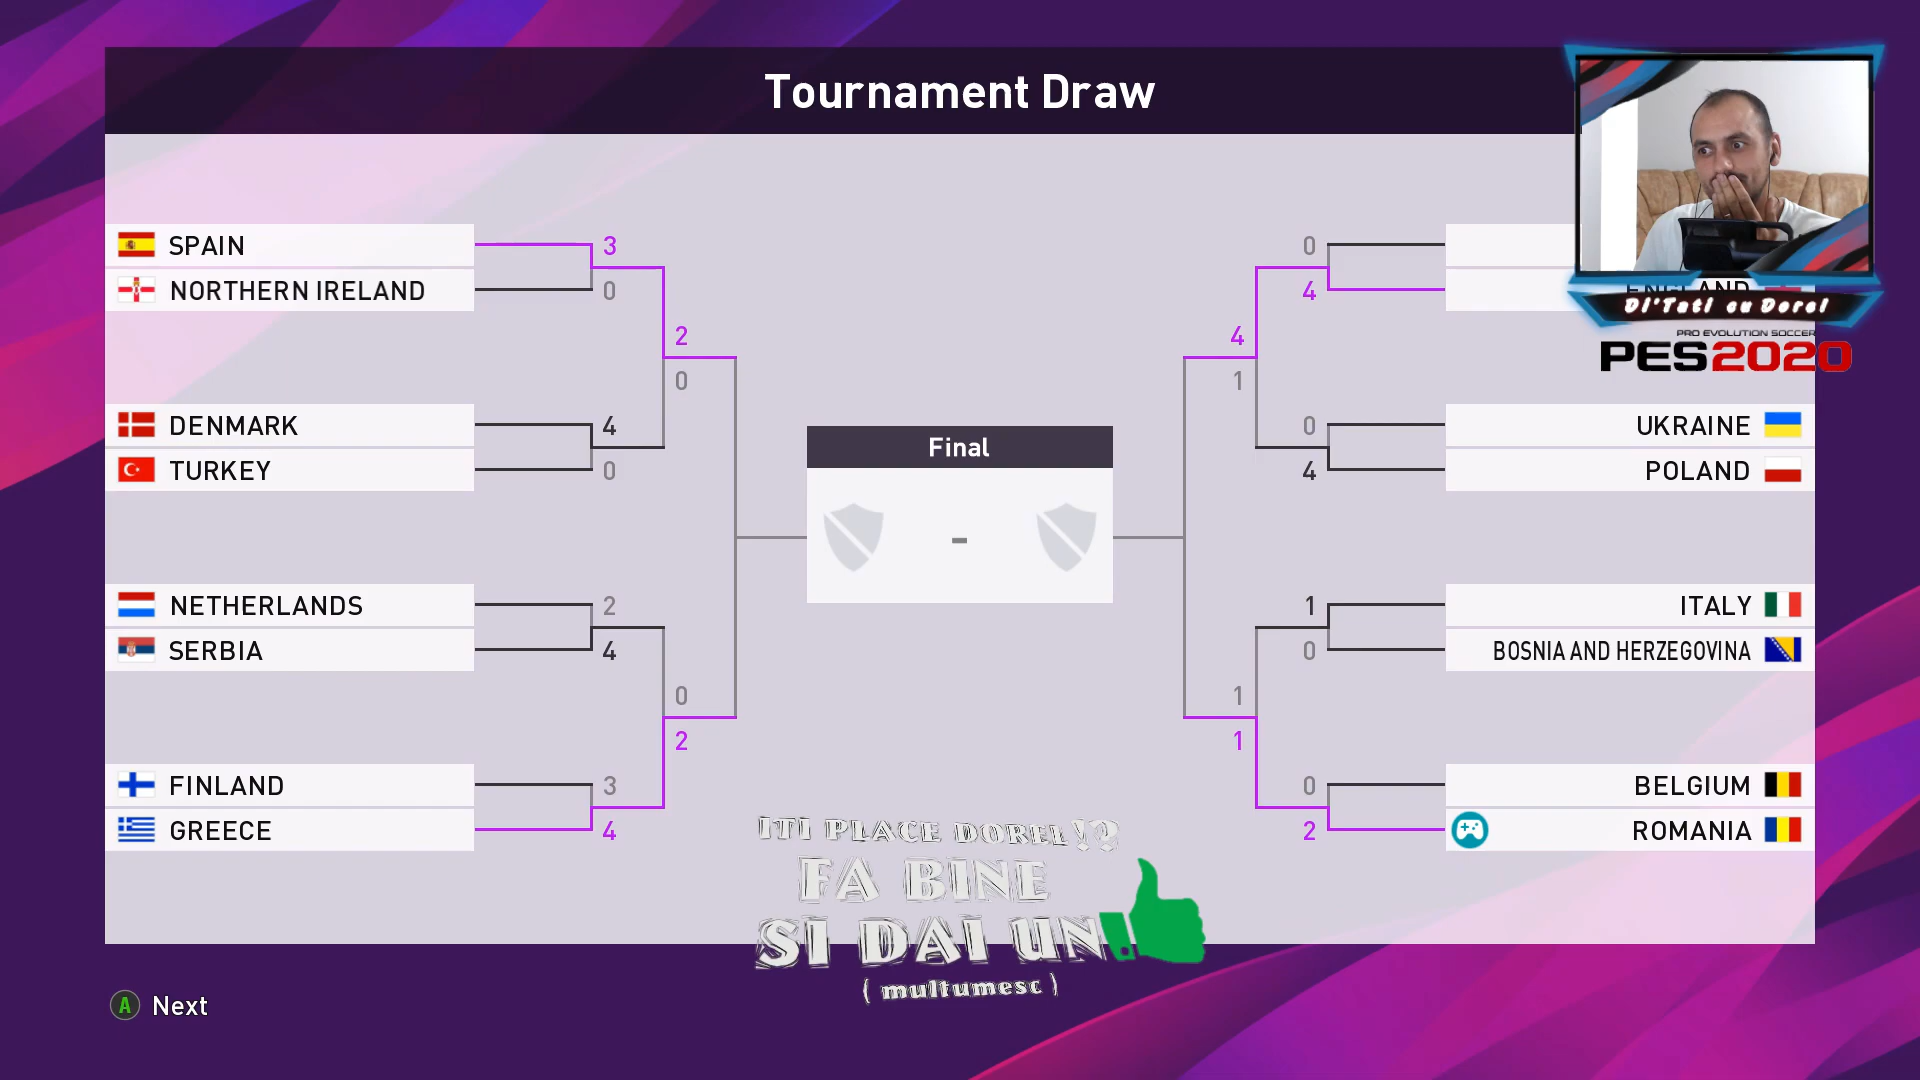 Tournament Draw
SPAIN 3
NORTHERN IRELAND 0
2
0
DENMARK 4
TURKEY 0
NETHERLANDS 2
SERBIA 4
0
2
FINLAND 3
GREECE 4
Final
-
0
4 ENGLAND
4
1
0 UKRAINE
4 POLAND
1 ITALY
0 BOSNIA AND HERZEGOVINA
1
1
0 BELGIUM
2 ROMANIA
Di'Tati cu Dorel
PRO EVOLUTION SOCCER
PES2020
ITI PLACE DOREL!?
FA BINE
SI DAI UN
( multumesc )
A Next